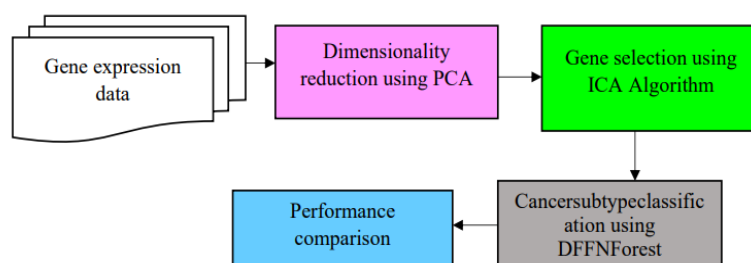 Gene expression
data
Dimensionality
reduction using PCA
Gene selection using
ICA Algorithm
Cancersubtypeclassific
ation using
DFFNForest
Performance
comparison